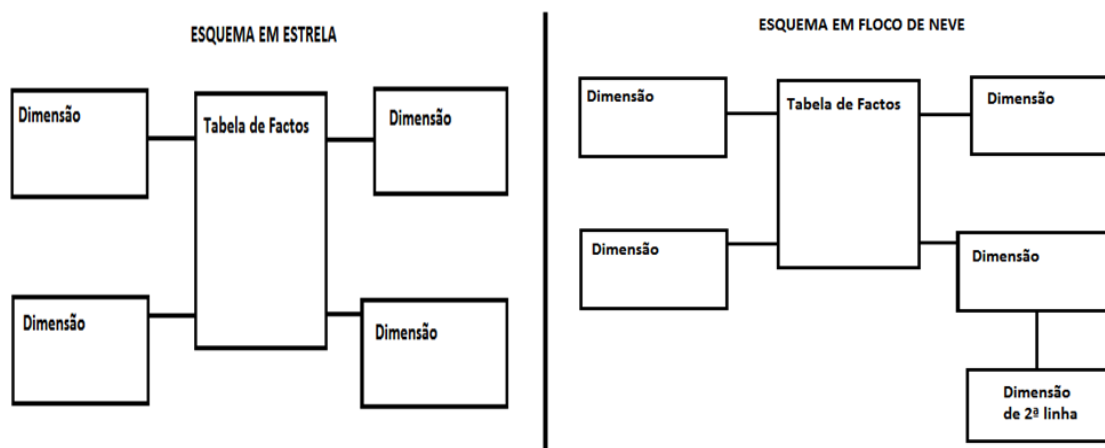 ESQUEMA EM ESTRELA
Dimensão
Tabela de Factos
Dimensão
Dimensão
Dimensão
ESQUEMA EM FLOCO DE NEVE
Dimensão
Tabela de Factos
Dimensão
Dimensão
Dimensão
Dimensão
de 2ª linha